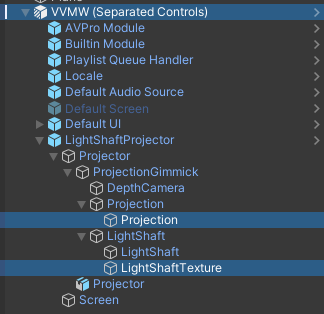 VVMW (Separated Controls)
AVPro Module
Builtin Module
Playlist Queue Handler
Locale
Default Audio Source
Default Screen
Default UI
LightShaftProjector
Projector
ProjectionGimmick
DepthCamera
Projection
Projection
LightShaft
LightShaft
LightShaftTexture
Projector
Screen